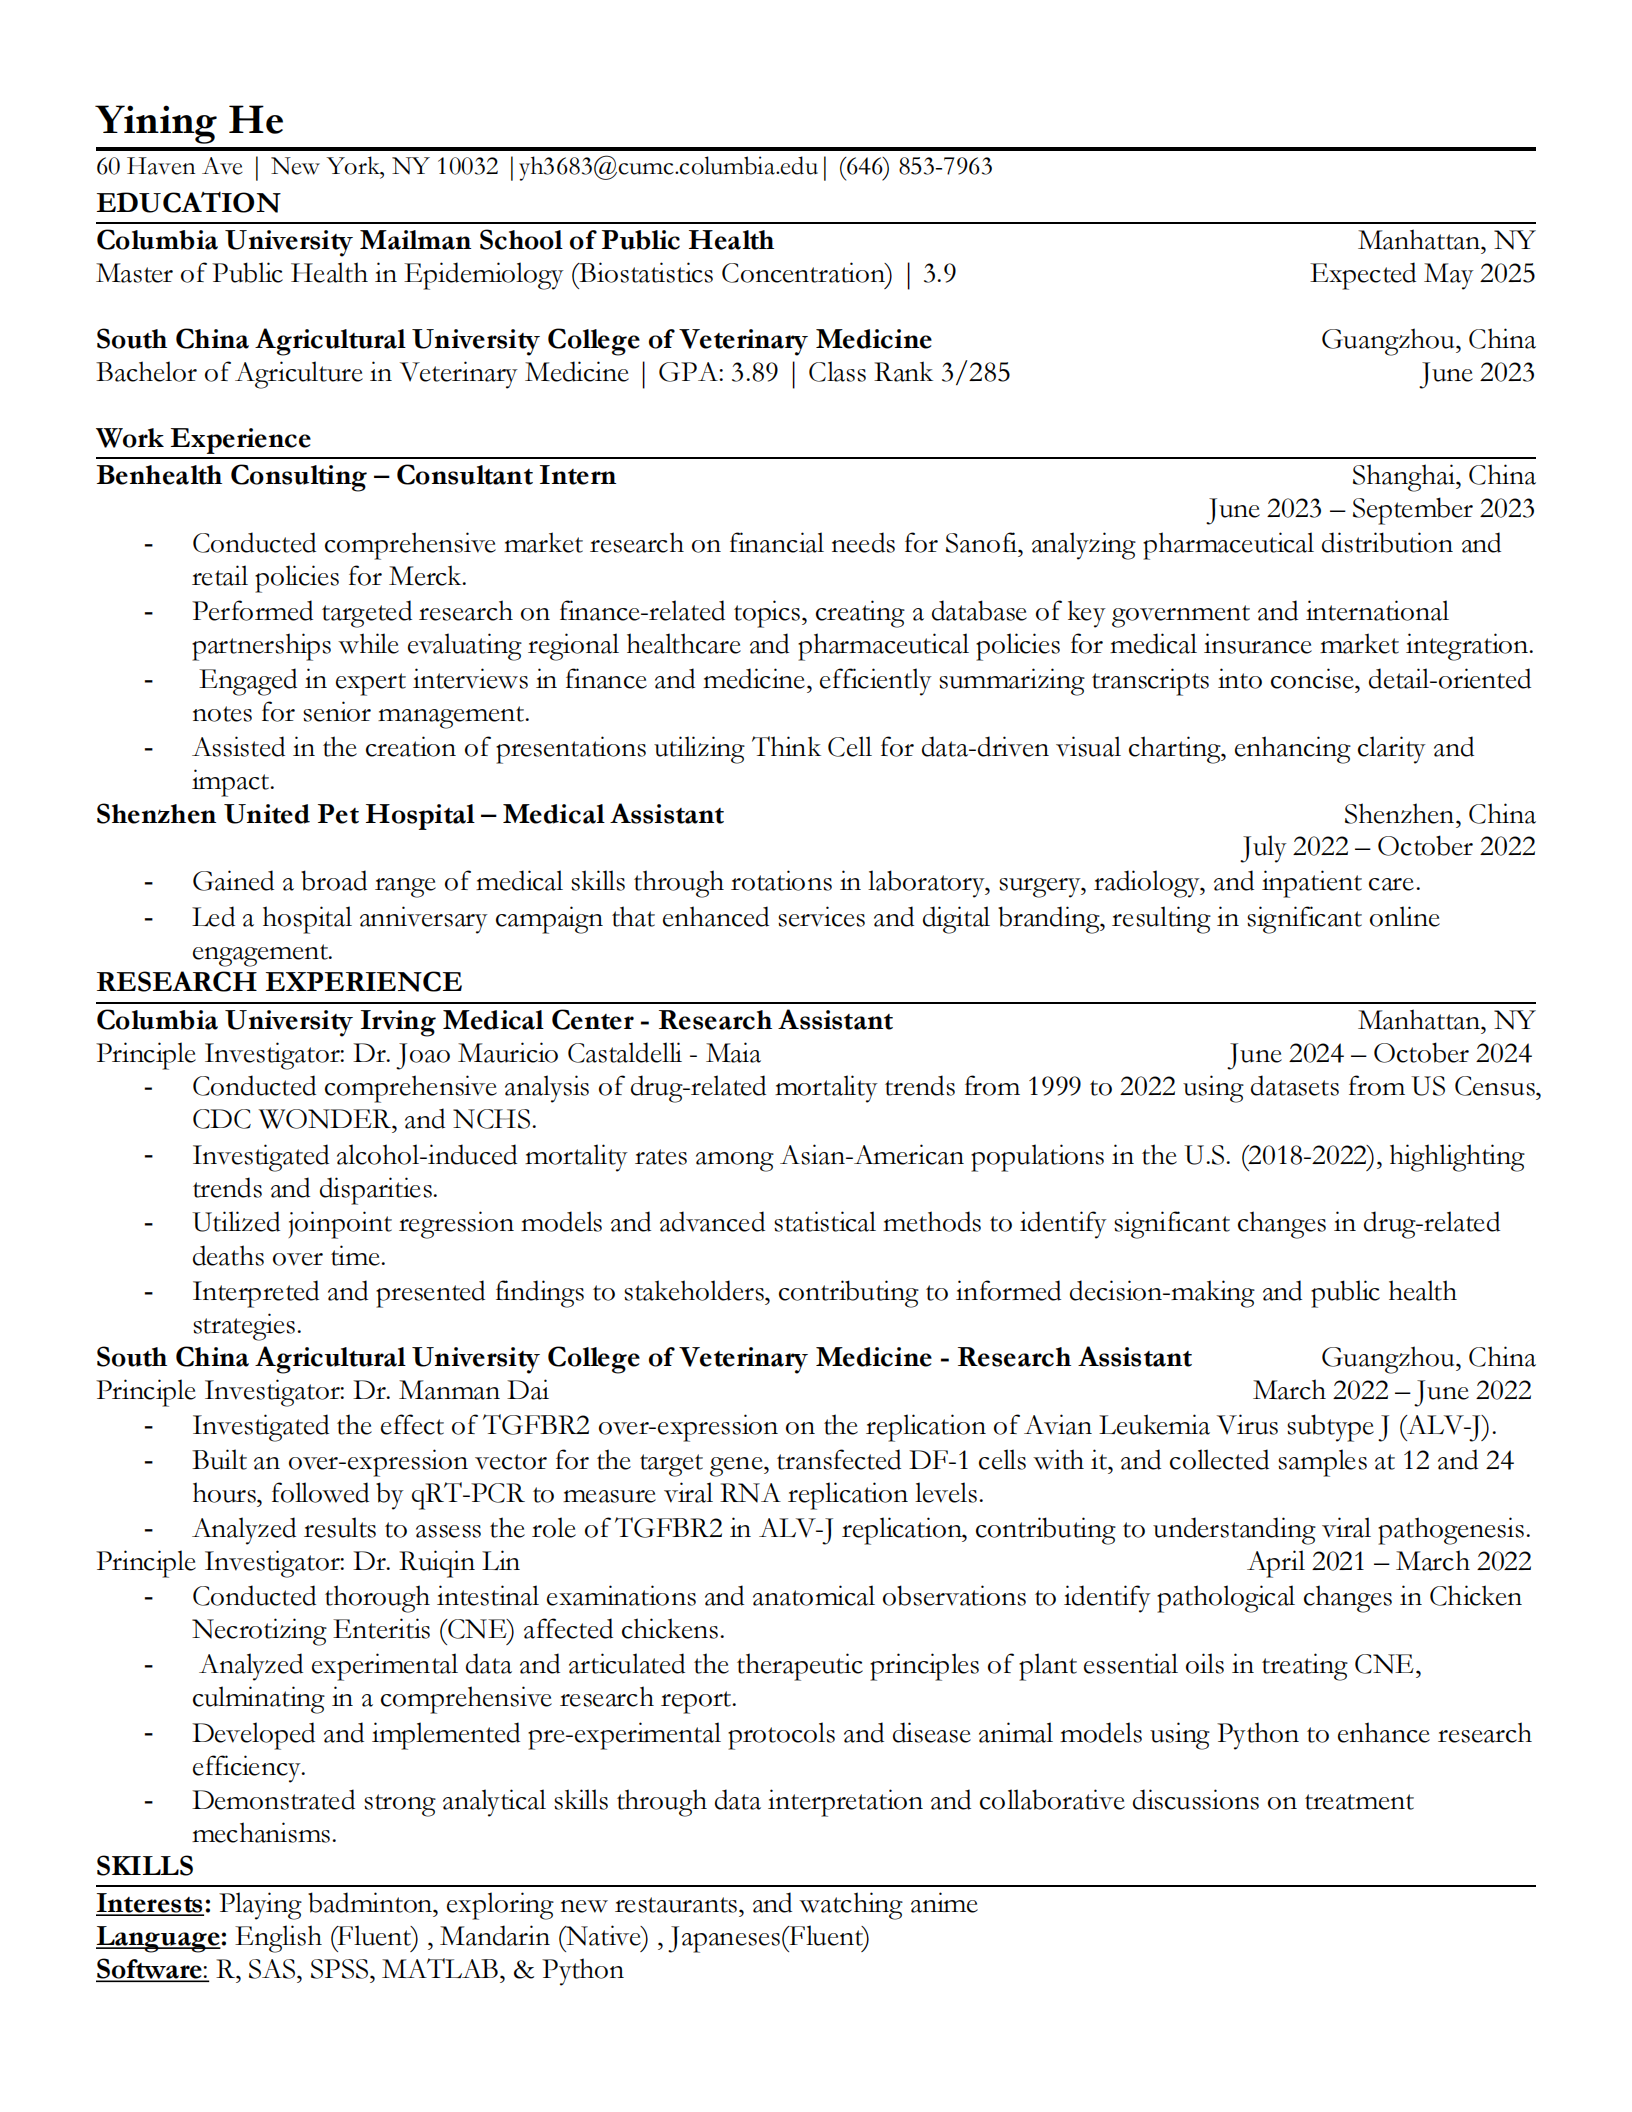 Yining He
60 Haven Ave | New York, NY 10032 |yh3683@cumc.columbia.edu| (646) 853-7963
EDUCATION
Columbia University Mailman School of Public Health Manhattan, NY
Master of Public Health in Epidemiology (Biostatistics Concentration) | 3.9 Expected May 2025
South China Agricultural University College of Veterinary Medicine Guangzhou, China
Bachelor of Agriculture in Veterinary Medicine | GPA: 3.89 | Class Rank 3/285 June 2023
Work Experience
Benhealth Consulting – Consultant Intern Shanghai, China
June 2023 – September 2023
- Conducted comprehensive market research on financial needs for Sanofi, analyzing pharmaceutical distribution and
retail policies for Merck.
- Performed targeted research on finance-related topics, creating a database of key government and international
partnerships while evaluating regional healthcare and pharmaceutical policies for medical insurance market integration.
- Engaged in expert interviews in finance and medicine, efficiently summarizing transcripts into concise, detail-oriented
notes for senior management.
- Assisted in the creation of presentations utilizing Think Cell for data-driven visual charting, enhancing clarity and
impact.
Shenzhen United Pet Hospital – Medical Assistant Shenzhen, China
July 2022 – October 2022
- Gained a broad range of medical skills through rotations in laboratory, surgery, radiology, and inpatient care.
- Led a hospital anniversary campaign that enhanced services and digital branding, resulting in significant online
engagement.
RESEARCH EXPERIENCE
Columbia University Irving Medical Center - Research Assistant Manhattan, NY
Principle Investigator: Dr. Joao Mauricio Castaldelli - Maia June 2024 – October 2024
- Conducted comprehensive analysis of drug-related mortality trends from 1999 to 2022 using datasets from US Census,
CDC WONDER, and NCHS.
- Investigated alcohol-induced mortality rates among Asian-American populations in the U.S. (2018-2022), highlighting
trends and disparities.
- Utilized joinpoint regression models and advanced statistical methods to identify significant changes in drug-related
deaths over time.
- Interpreted and presented findings to stakeholders, contributing to informed decision-making and public health
strategies.
South China Agricultural University College of Veterinary Medicine - Research Assistant Guangzhou, China
Principle Investigator: Dr. Manman Dai March 2022 – June 2022
- Investigated the effect of TGFBR2 over-expression on the replication of Avian Leukemia Virus subtype J (ALV-J).
- Built an over-expression vector for the target gene, transfected DF-1 cells with it, and collected samples at 12 and 24
hours, followed by qRT-PCR to measure viral RNA replication levels.
- Analyzed results to assess the role of TGFBR2 in ALV-J replication, contributing to understanding viral pathogenesis.
Principle Investigator: Dr. Ruiqin Lin April 2021 – March 2022
- Conducted thorough intestinal examinations and anatomical observations to identify pathological changes in Chicken
Necrotizing Enteritis (CNE) affected chickens.
- Analyzed experimental data and articulated the therapeutic principles of plant essential oils in treating CNE,
culminating in a comprehensive research report.
- Developed and implemented pre-experimental protocols and disease animal models using Python to enhance research
efficiency.
- Demonstrated strong analytical skills through data interpretation and collaborative discussions on treatment
mechanisms.
SKILLS
Interests: Playing badminton, exploring new restaurants, and watching anime
Language: English (Fluent) , Mandarin (Native) , Japaneses(Fluent)
Software: R, SAS, SPSS, MATLAB, & Python